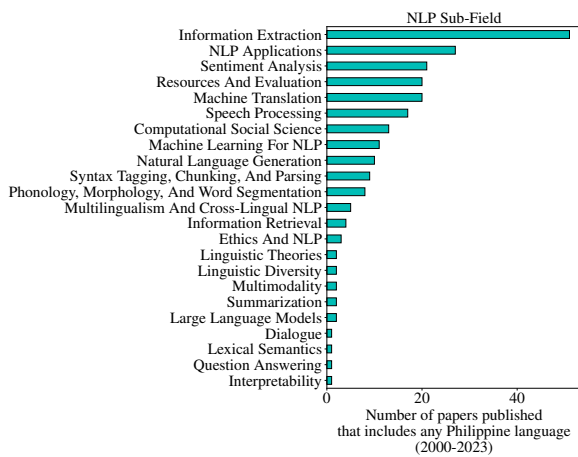 NLP Sub-Field
Information Extraction
NLP Applications
Sentiment Analysis
Resources And Evaluation
Machine Translation
Speech Processing
Computational Social Science
Machine Learning For NLP
Natural Language Generation
Syntax Tagging, Chunking, And Parsing
Phonology, Morphology, And Word Segmentation
Multilingualism And Cross-Lingual NLP
Information Retrieval
Ethics And NLP
Linguistic Theories
Linguistic Diversity
Multimodality
Summarization
Large Language Models
Dialogue
Lexical Semantics
Question Answering
Interpretability
0 20 40
Number of papers published
that includes any Philippine language
(2000-2023)